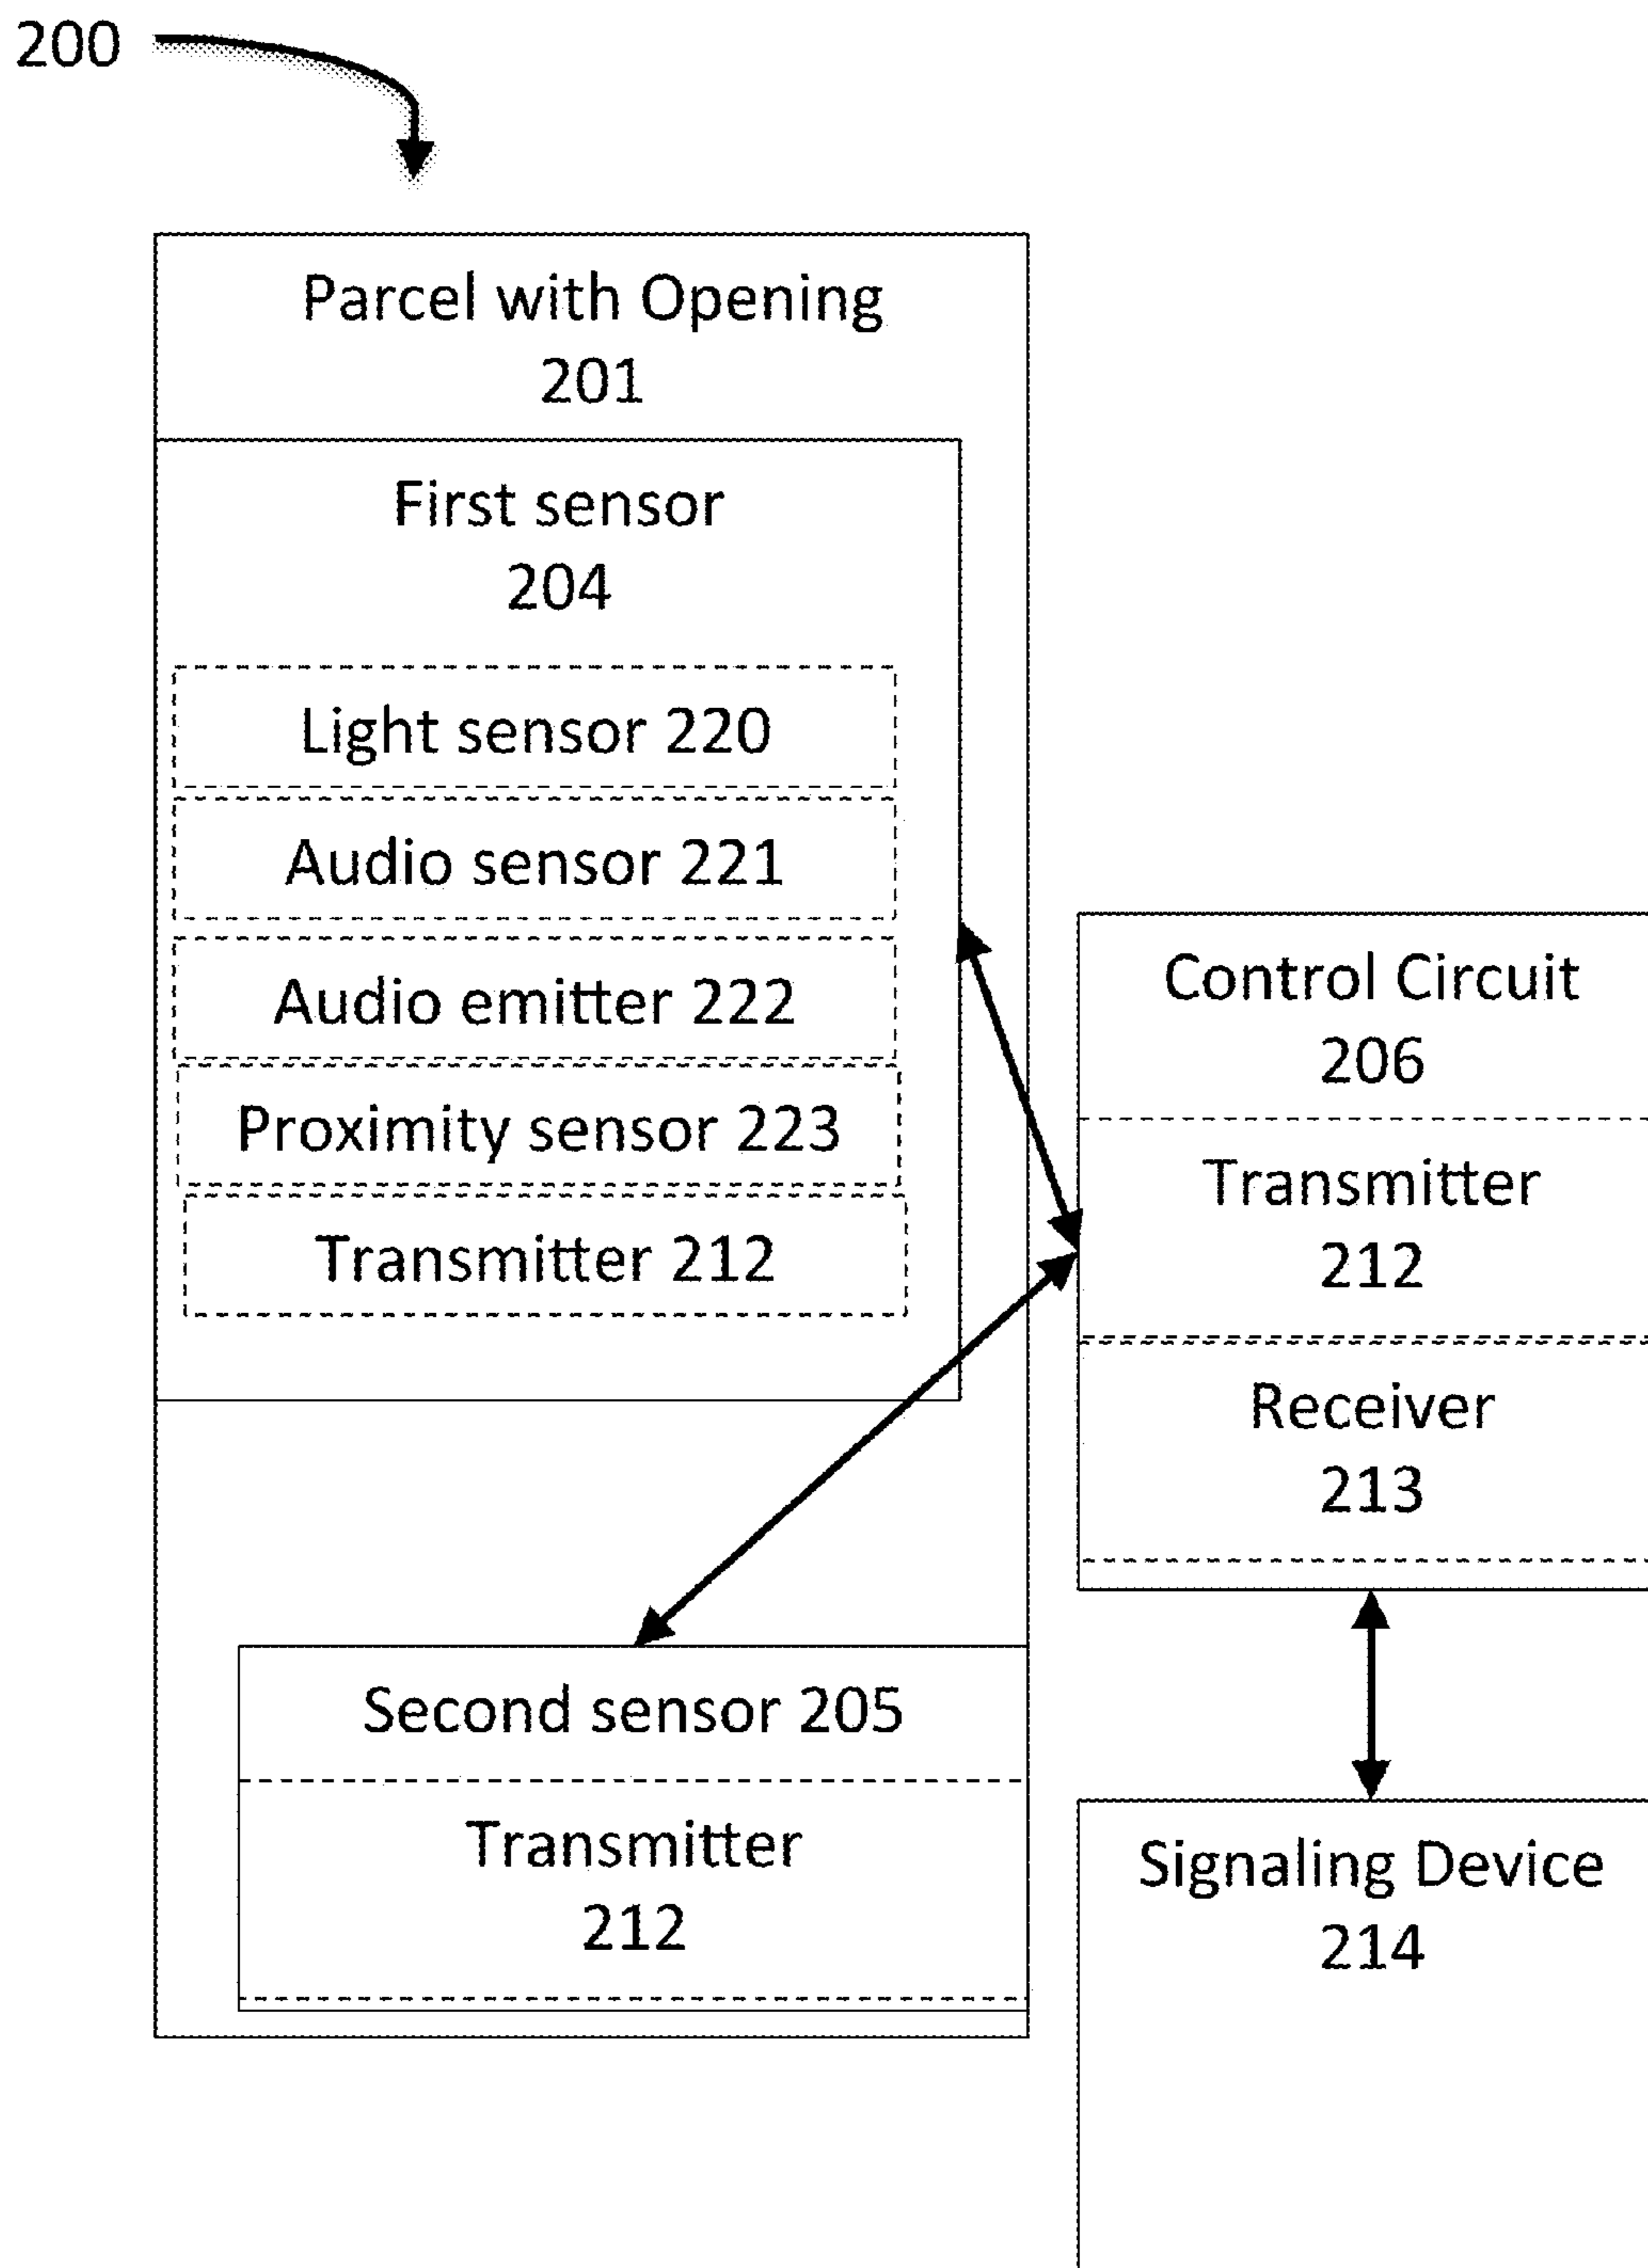 200
Parcel with Opening
201
First sensor
204
Light sensor 220
Audio sensor 221
Audio emitter 222
Proximity sensor 223
Transmitter 212
Control Circuit
206
Transmitter
212
Receiver
213
Second sensor 205
Transmitter
212
Signaling Device
214